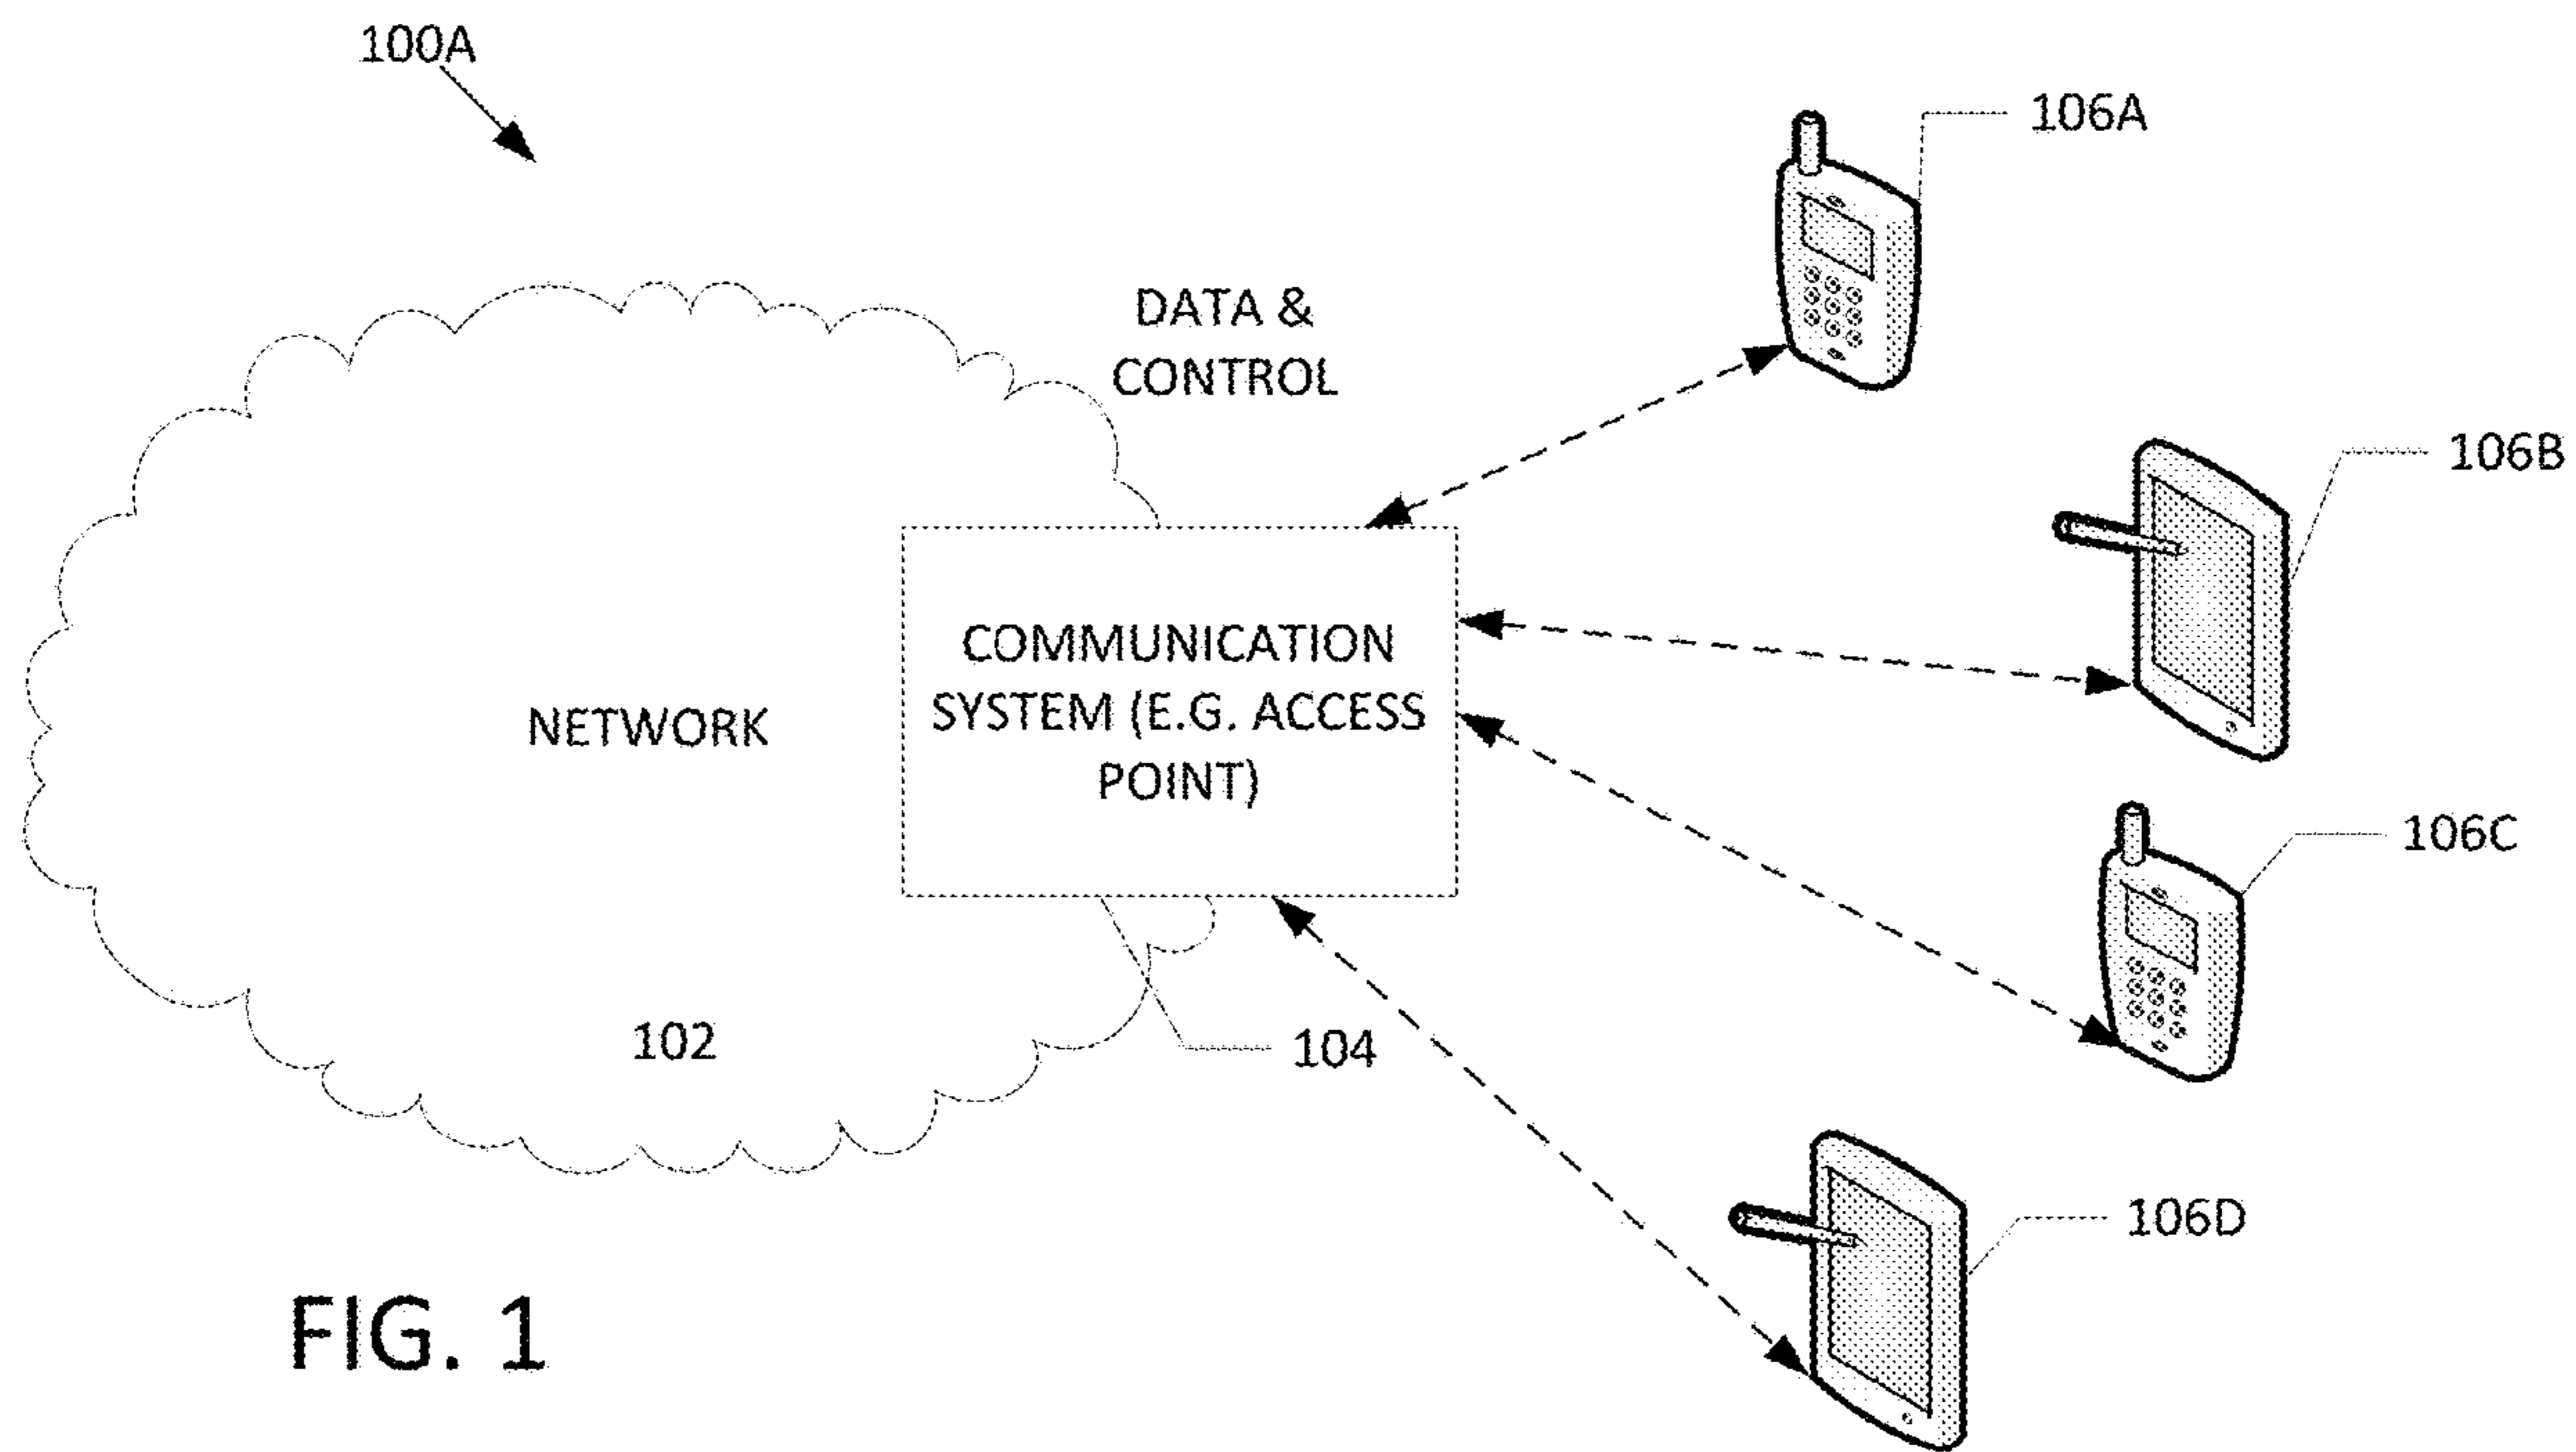 100A
106A
DATA &
CONTROL
106B
COMMUNICATION
SYSTEM (E.G. ACCESS
POINT)
NETWORK
106C
102
104
106D
FIG. 1